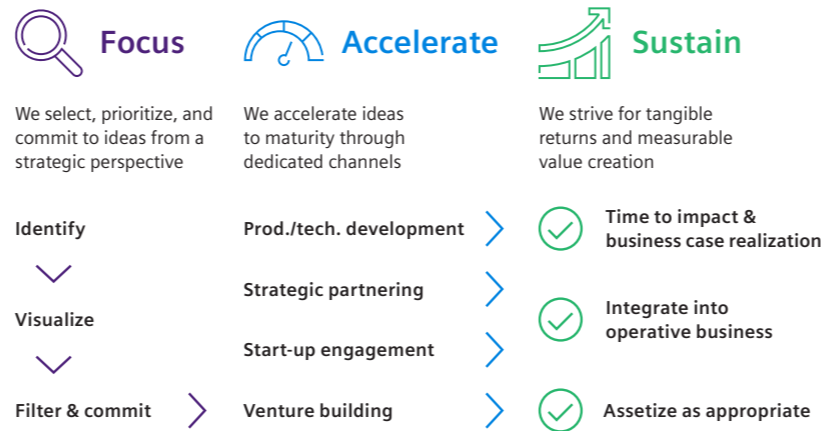 Focus
We select, prioritize, and
commit to ideas from a
strategic perspective
Identify
Visualize
Filter & commit
Accelerate
We accelerate ideas
to maturity through
dedicated channels
Prod./tech. development
Strategic partnering
Start-up engagement
Venture building
Sustain
We strive for tangible
returns and measurable
value creation
Time to impact &
business case realization
Integrate into
operative business
Assetize as appropriate